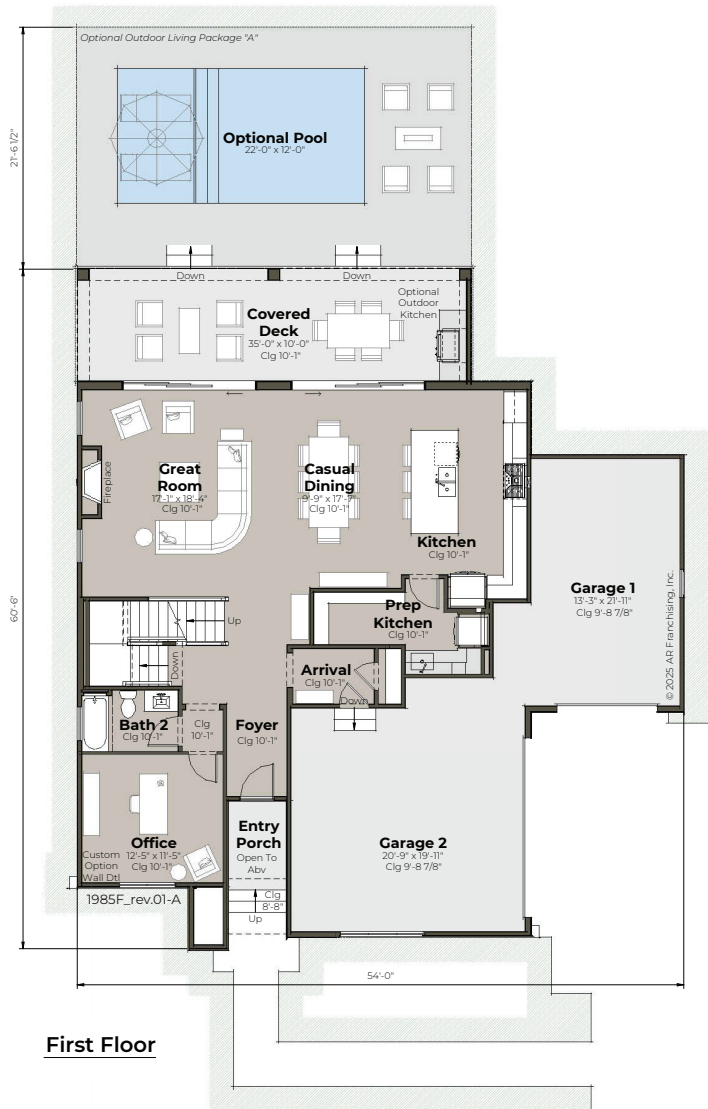 Optional Outdoor Living Package "A"
Optional Pool
22'-0" x 12'-0"
21'-6 1/2"
Down
Down
Covered
Deck
35'-0" x 10'-0"
Clg 10'-1"
Optional
Outdoor
Kitchen
Fireplace
Great
Room
17'-1" x 18'-4"
Clg 10'-1"
Casual
Dining
9'-9" x 17'-7"
Clg 10'-1"
Kitchen
Clg 10'-1"
Garage 1
13'-3" x 21'-11"
Clg 9'-8 7/8"
60'-6"
Up
Prep
Kitchen
Clg 10'-1"
Down
Arrival
Clg 10'-1"
Down
© 2025 AR Franchising, Inc.
Bath 2
Clg 10'-1"
Clg
10'-1"
Foyer
Clg 10'-1"
Office
12'-5" x 11'-5"
Clg 10'-1"
Custom
Option
Wall Dtl
Entry
Porch
Open To
Abv
Clg
8'-8"
Up
Garage 2
20'-9" x 19'-11"
Clg 9'-8 7/8"
1985F_rev.01-A
54'-0"
First Floor